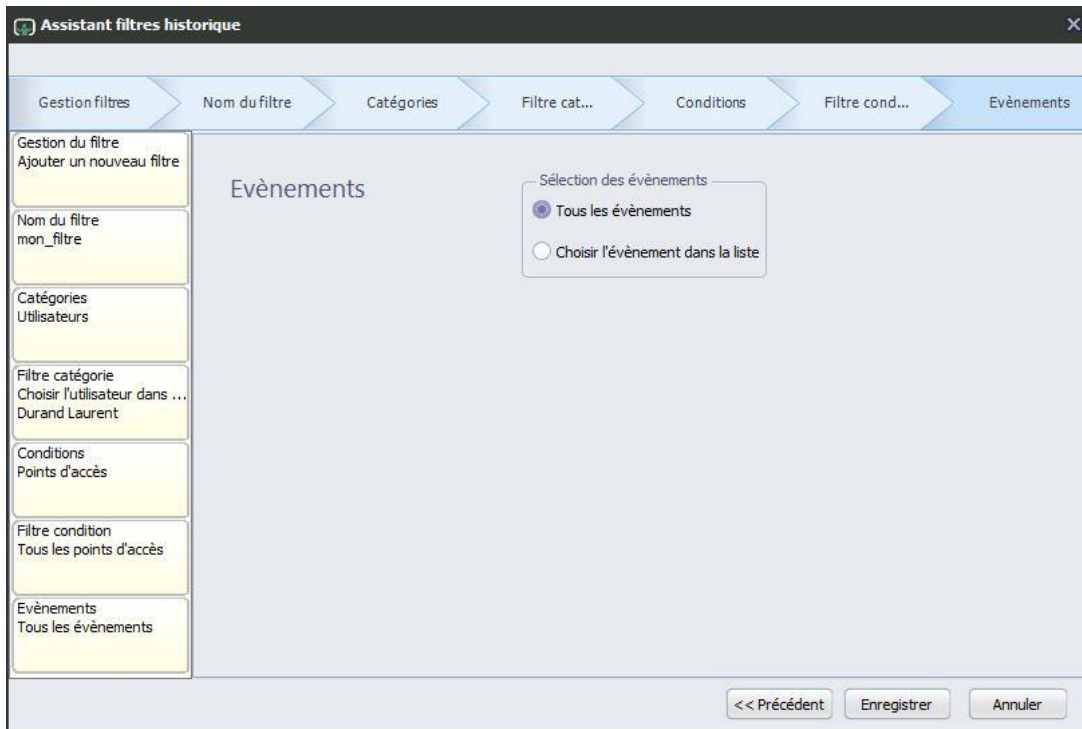 Assistant filtres historique
Gestion filtres
Nom du filtre
Catégories
Filtre cat...
Conditions
Filtre cond...
Evènements
Gestion du filtre
Ajouter un nouveau filtre
Nom du filtre
mon_filtre
Catégories
Utilisateurs
Filtre catégorie
Choisir l'utilisateur dans ...
Durand Laurent
Conditions
Points d'accès
Filtre condition
Tous les points d'accès
Evènements
Tous les évènements
Evènements
Sélection des évènements
Tous les évènements
Choisir l'évènement dans la liste
<< Précédent
Enregistrer
Annuler